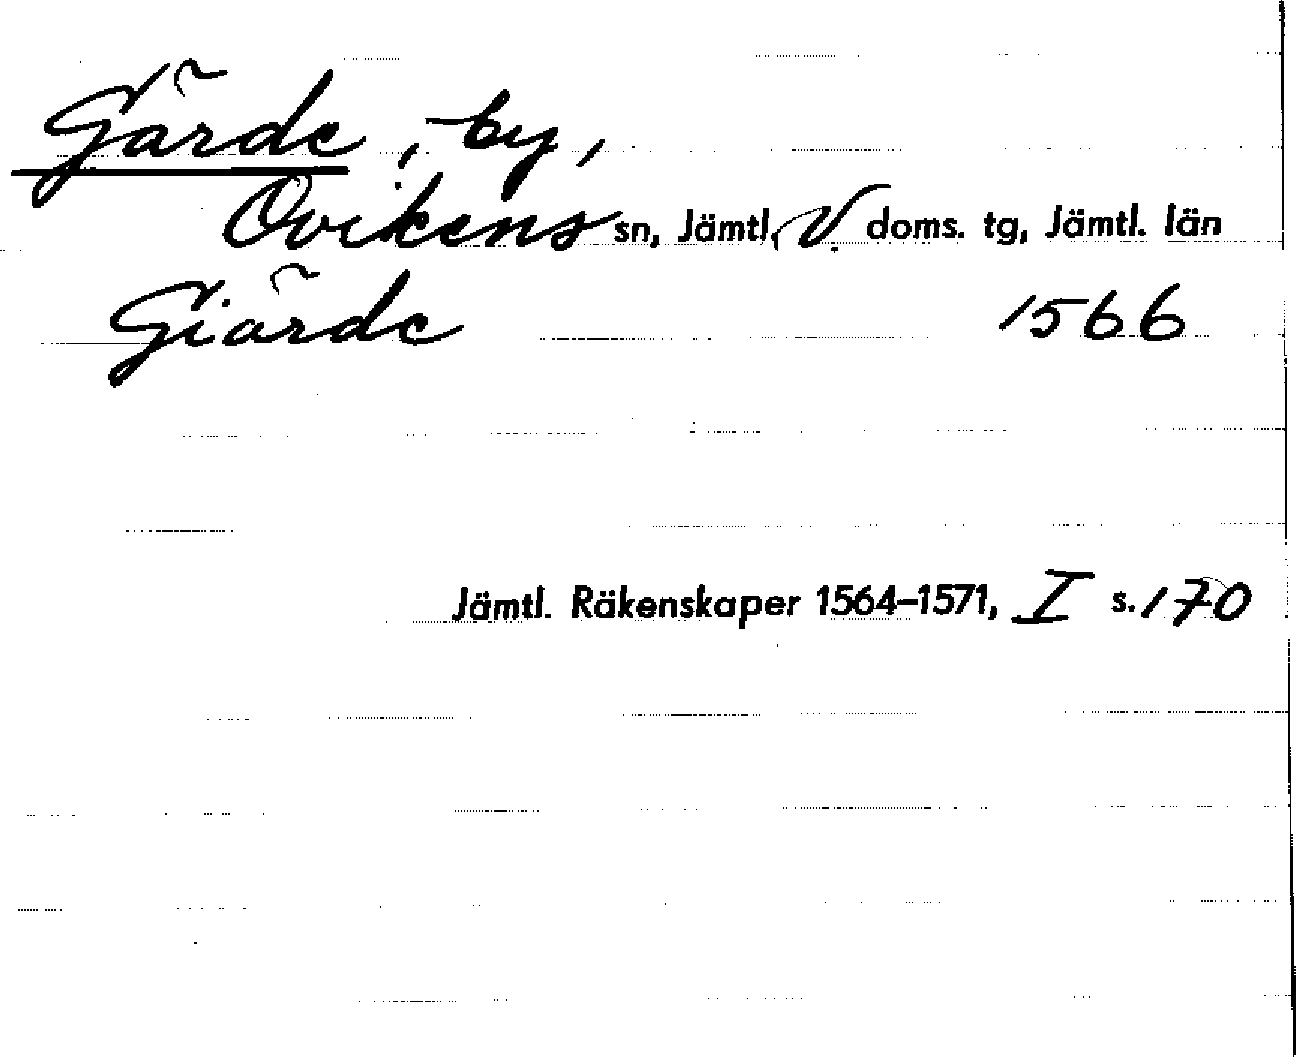 Gärde, by,
Ovikens sn, Jämtl. V. doms. tg, Jämtl. län
Giärde 1566
Jämtl. Räkenskaper 1564–1571, I s. 170